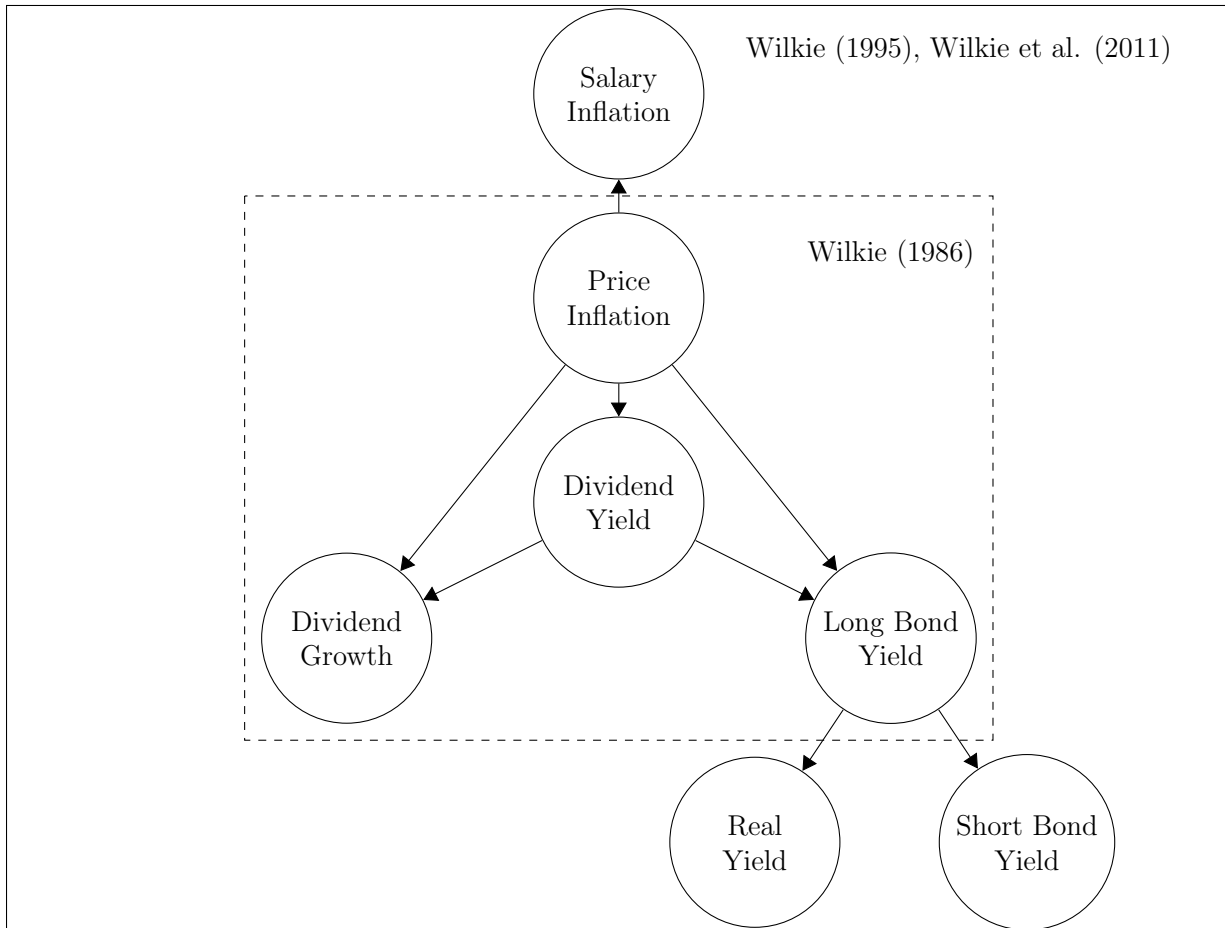 Wilkie (1995), Wilkie et al. (2011)
Salary
Inflation
Wilkie (1986)
Price
Inflation
Dividend
Yield
Dividend
Growth
Long Bond
Yield
Real
Yield
Short Bond
Yield